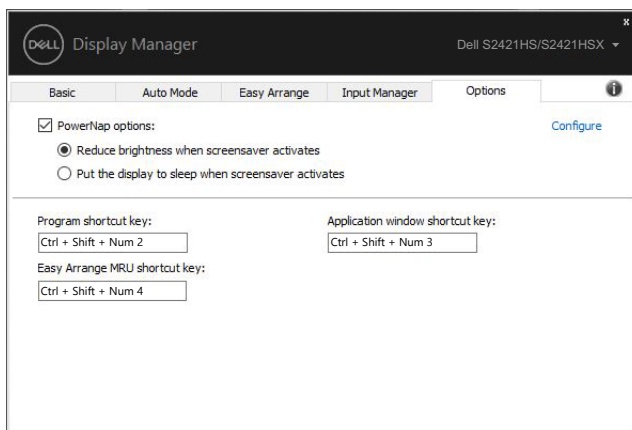 x
DELL Display Manager Dell S2421HS/S2421HSX
Basic Auto Mode Easy Arrange Input Manager Options i
PowerNap options: Configure
Reduce brightness when screensaver activates
Put the display to sleep when screensaver activates
Program shortcut key: Application window shortcut key:
Ctrl + Shift + Num 2 Ctrl + Shift + Num 3
Easy Arrange MRU shortcut key:
Ctrl + Shift + Num 4